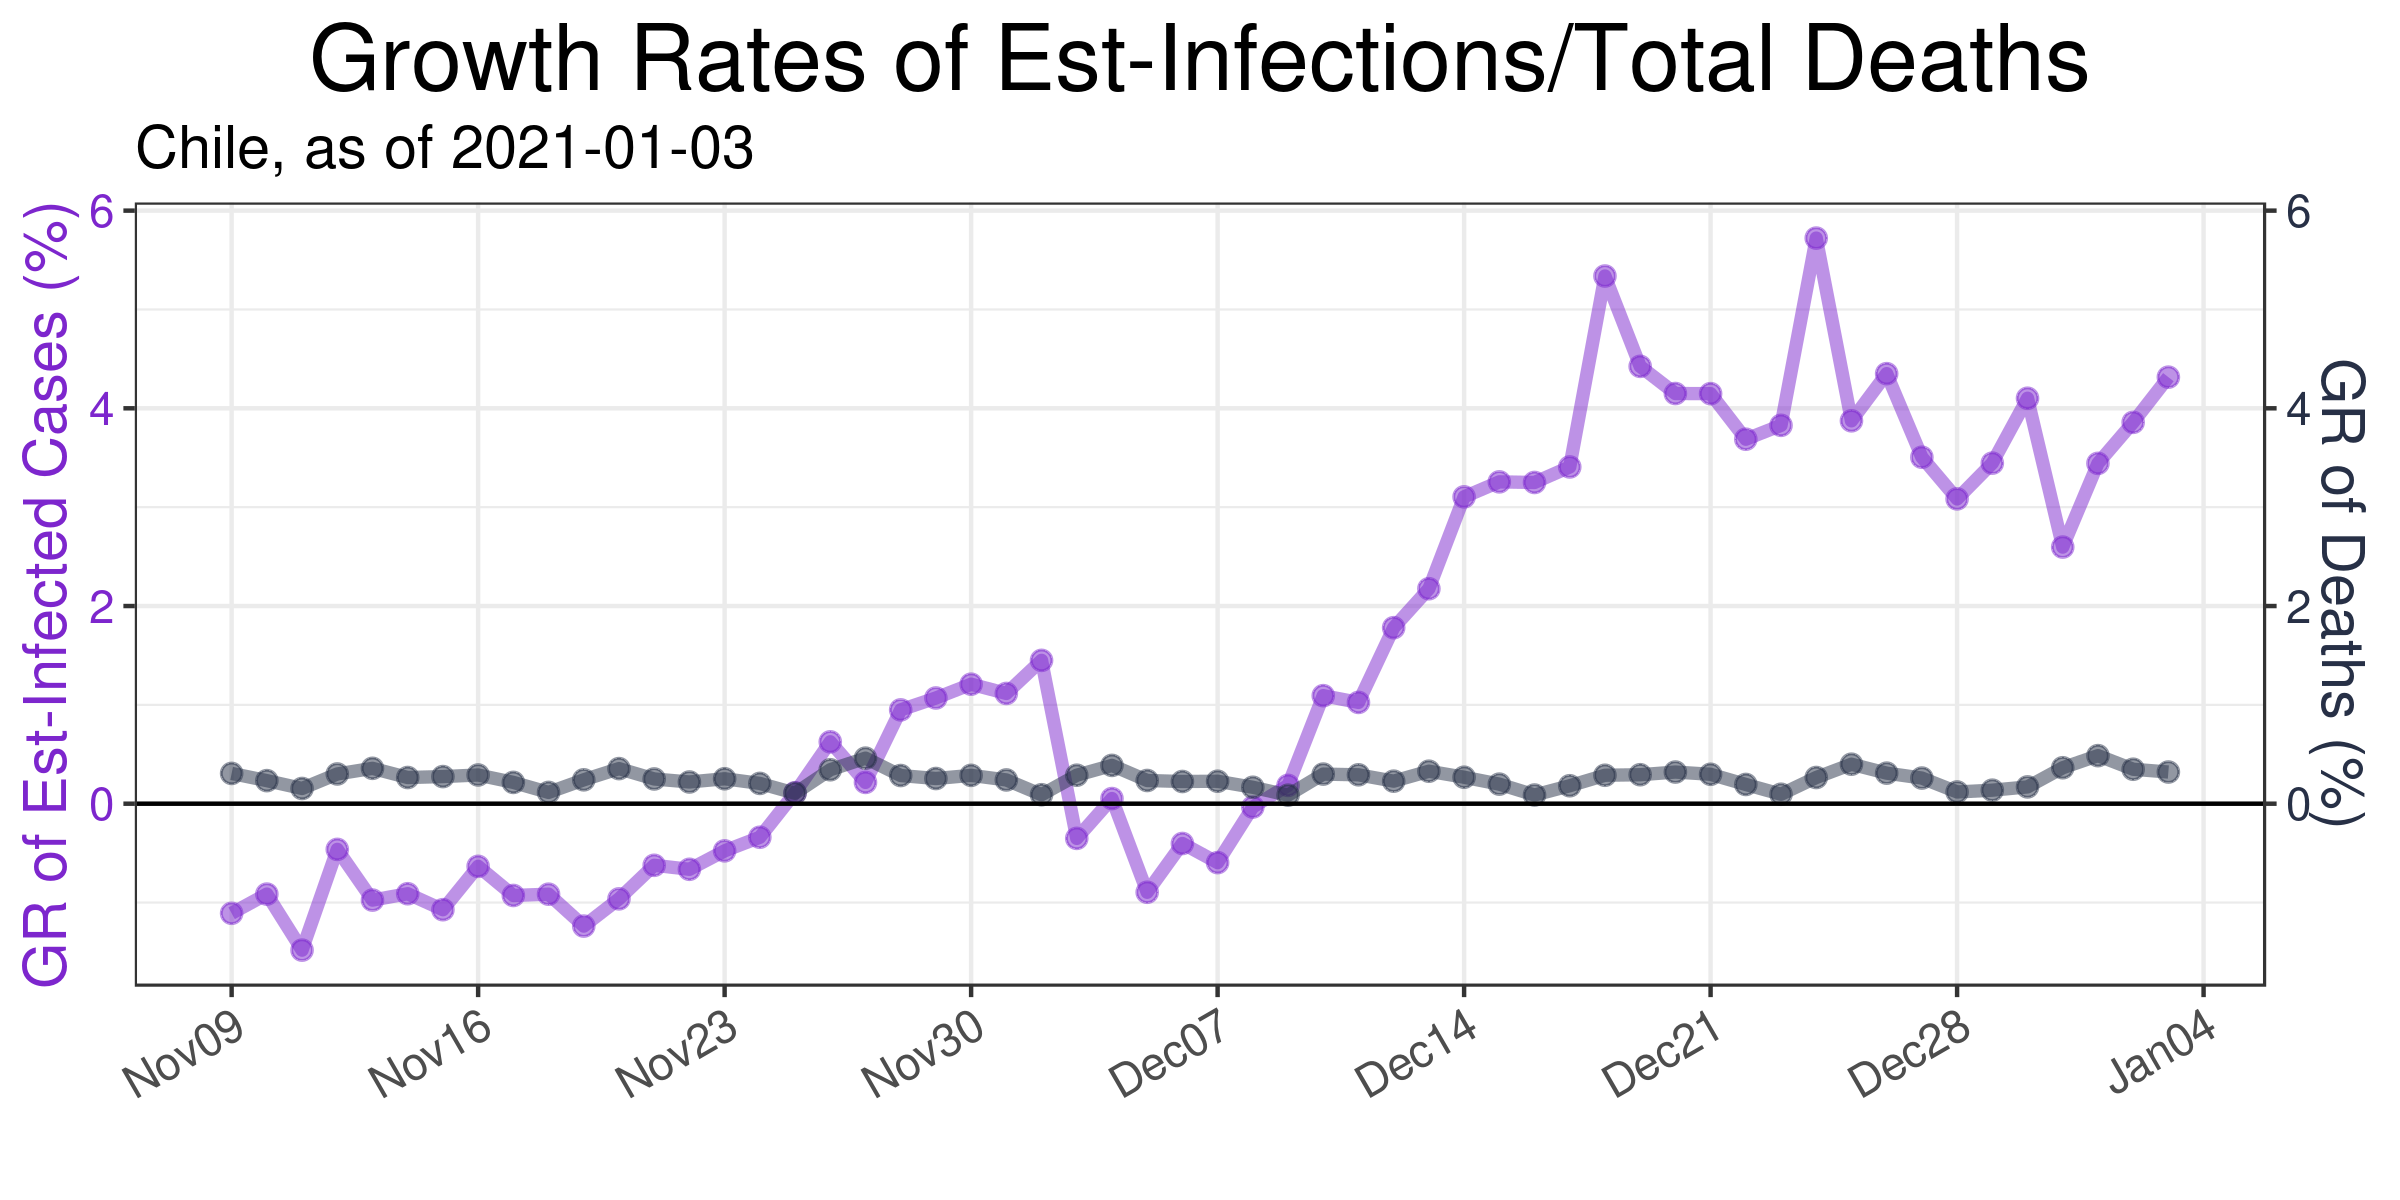 Growth Rates of Est-Infections/Total Deaths
Chile, as of 2021-01-03
GR of Est-Infected Cases (%)
6
4
2
0
6
4
2
0
GR of Deaths (%)
Nov09
Nov16
Nov23
Nov30
Dec07
Dec14
Dec21
Dec28
Jan04